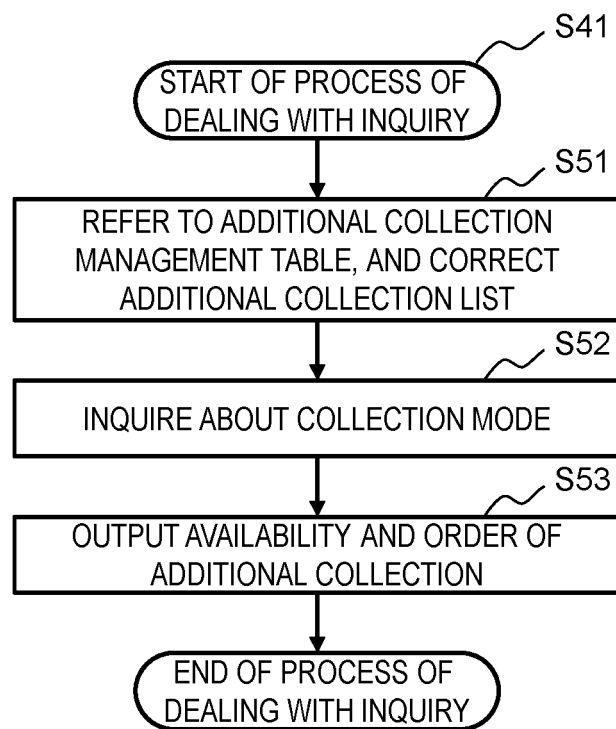 S41
START OF PROCESS OF
DEALING WITH INQUIRY
S51
REFER TO ADDITIONAL COLLECTION
MANAGEMENT TABLE, AND CORRECT
ADDITIONAL COLLECTION LIST
S52
INQUIRE ABOUT COLLECTION MODE
S53
OUTPUT AVAILABILITY AND ORDER OF
ADDITIONAL COLLECTION
END OF PROCESS OF
DEALING WITH INQUIRY